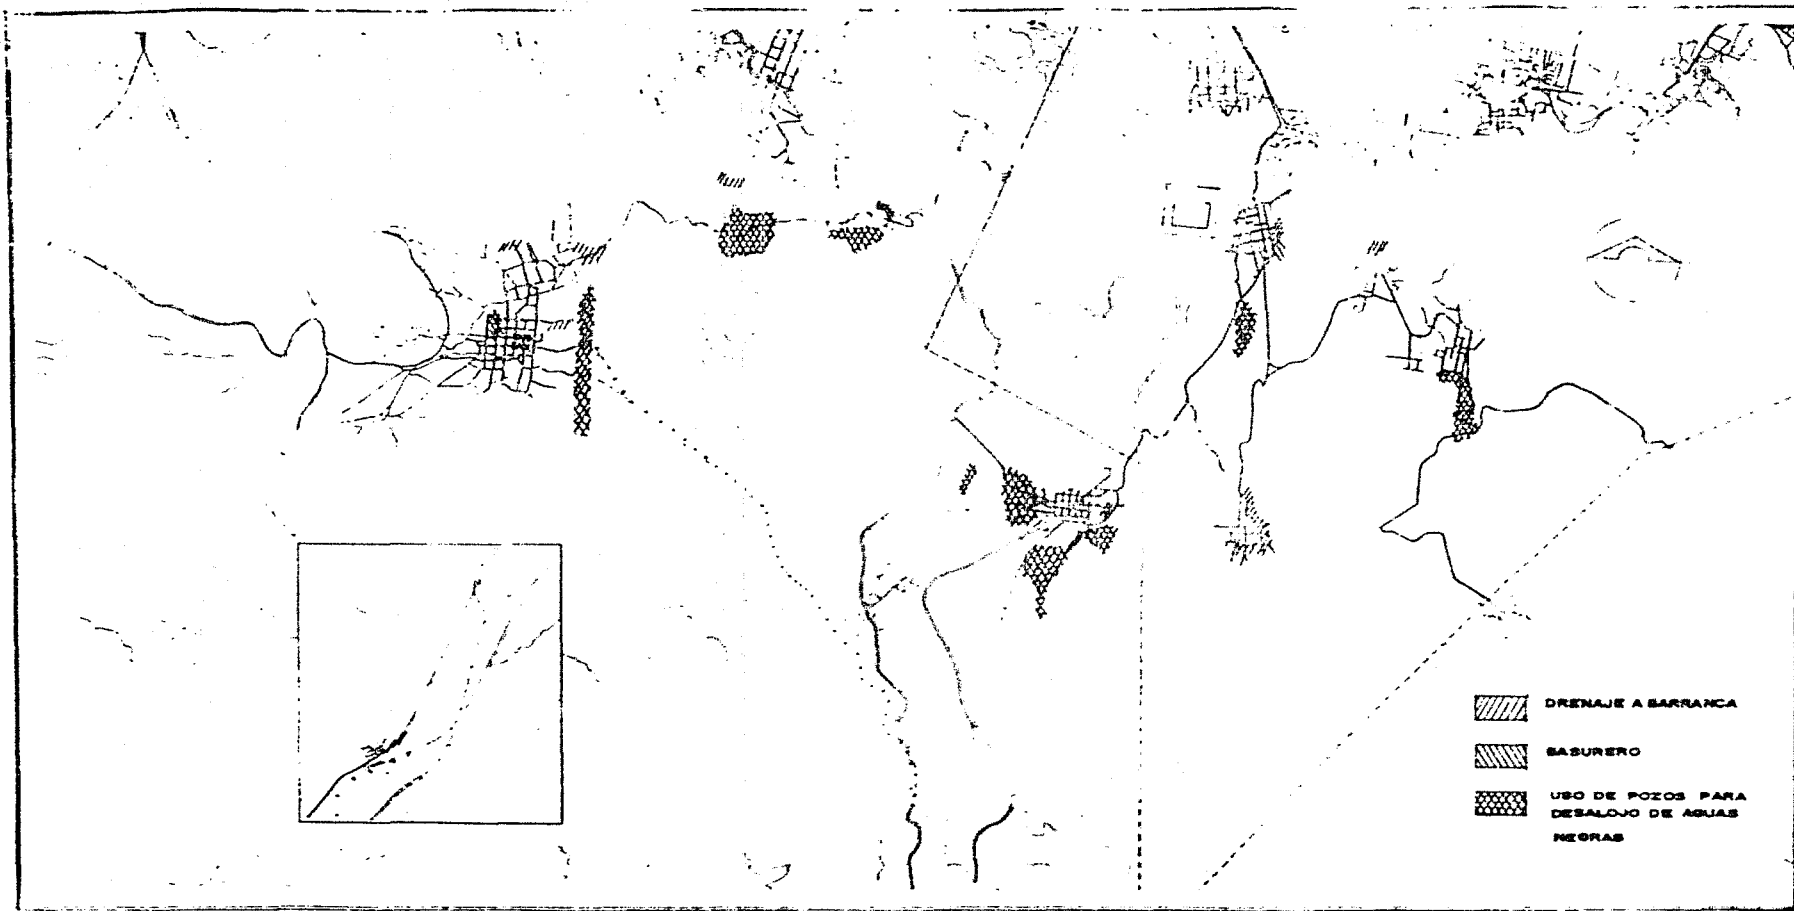 DRENAJE A BARRANCA
BASURERO
USO DE POZOS PARA
DESALOJO DE AGUAS
NEGRAS